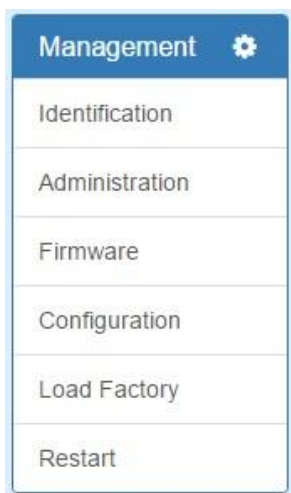 Management
Identification
Administration
Firmware
Configuration
Load Factory
Restart